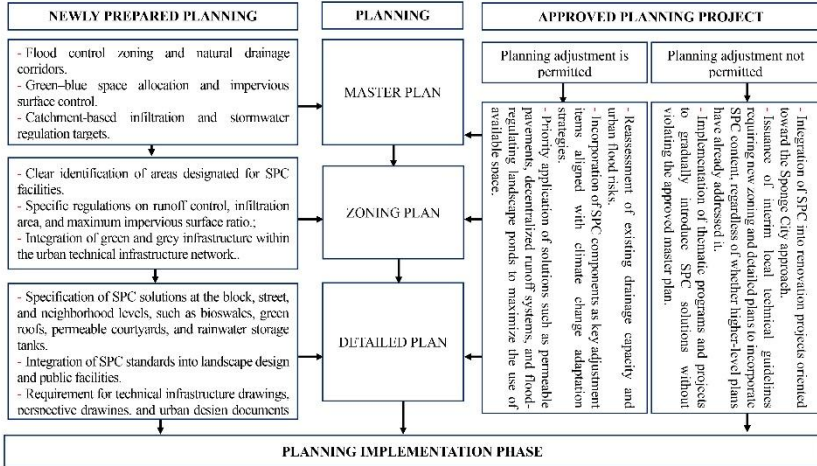 NEWLY PREPARED PLANNING
PLANNING
APPROVED PLANNING PROJECT
- Flood control zoning and natural drainage
corridors.
- Green–blue space allocation and impervious
surface control.
- Catchment-based infiltration and stormwater
regulation targets.
- Clear identification of areas designated for SPC
facilities.
- Specific regulations on runoff control, infiltration
area, and maximum impervious surface ratio.;
- Integration of green and grey infrastructure within
the urban technical infrastructure network..
- Specification of SPC solutions at the block, street,
and neighborhood levels, such as bioswales, green
roofs, permeable courtyards, and rainwater storage
tanks.
- Integration of SPC standards into landscape design
and public facilities.
- Requirement for technical infrastructure drawings,
perspective drawings, and urban design documents
MASTER PLAN
ZONING PLAN
DETAILED PLAN
Planning adjustment is
permitted
- Reassessment of existing drainage capacity and
urban flood risks.
- Incorporation of SPC components as key adjustment
items aligned with climate change adaptation
strategies.
- Priority application of solutions such as permeable
pavements, decentralized runoff systems, and flood-
regulating landscape ponds to maximize the use of
available space.
Planning adjustment not
permitted
- Integration of SPC into renovation projects oriented
toward the Sponge City approach.
- Issuance of interim local technical guidelines
requiring new zoning and detailed plans to incorporate
SPC content, regardless of whether higher-level plans
have already addressed it.
- Implementation of thematic programs and projects
to gradually introduce SPC solutions without
violating the approved master plan.
PLANNING IMPLEMENTATION PHASE